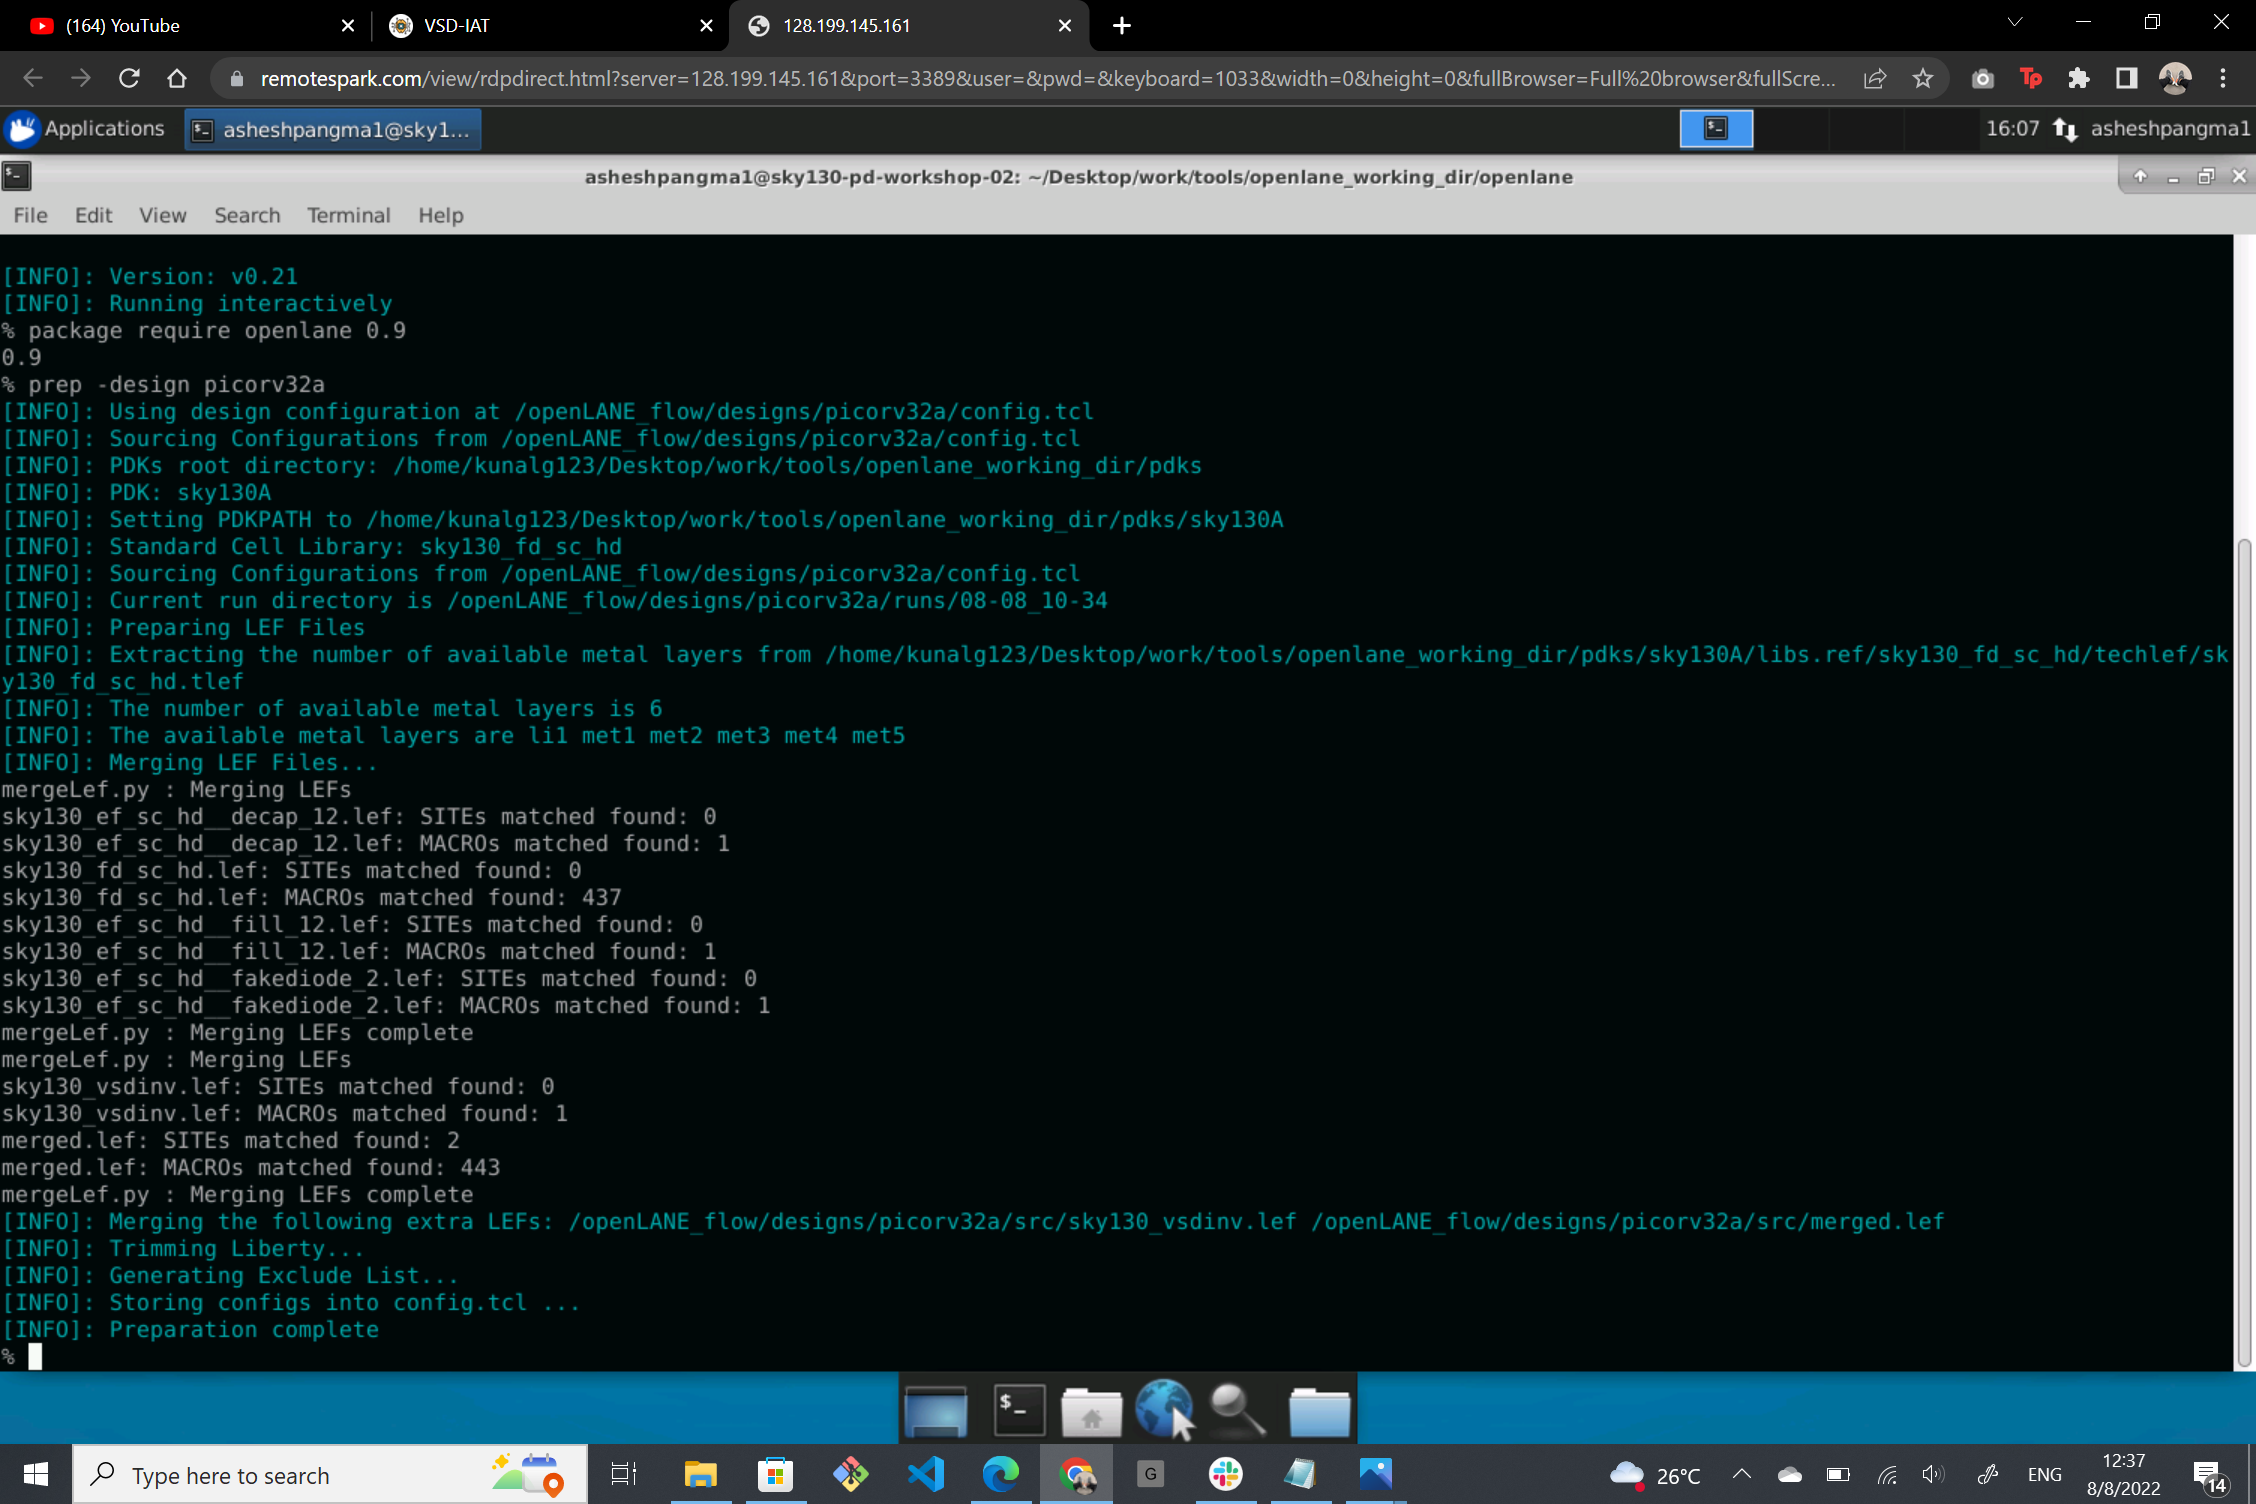 (164) YouTube
VSD-IAT
128.199.145.161
remotespark.com/view/rdpdirect.html?server=128.199.145.161&port=3389&user=&pwd=&keyboard=1033&width=0&height=0&fullBrowser=Full%20browser&fullScre...
Tp
Applications
asheshpangma1@sky1...
16:07
asheshpangma1
asheshpangma1@sky130-pd-workshop-02: ~/Desktop/work/tools/openlane_working_dir/openlane
File Edit View Search Terminal Help
[INFO]: Version: v0.21
[INFO]: Running interactively
% package require openlane 0.9
0.9
% prep -design picorv32a
[INFO]: Using design configuration at /openLANE_flow/designs/picorv32a/config.tcl
[INFO]: Sourcing Configurations from /openLANE_flow/designs/picorv32a/config.tcl
[INFO]: PDKs root directory: /home/kunalg123/Desktop/work/tools/openlane_working_dir/pdks
[INFO]: PDK: sky130A
[INFO]: Setting PDKPATH to /home/kunalg123/Desktop/work/tools/openlane_working_dir/pdks/sky130A
[INFO]: Standard Cell Library: sky130_fd_sc_hd
[INFO]: Sourcing Configurations from /openLANE_flow/designs/picorv32a/config.tcl
[INFO]: Current run directory is /openLANE_flow/designs/picorv32a/runs/08-08_10-34
[INFO]: Preparing LEF Files
[INFO]: Extracting the number of available metal layers from /home/kunalg123/Desktop/work/tools/openlane_working_dir/pdks/sky130A/libs.ref/sky130_fd_sc_hd/techlef/sk
y130_fd_sc_hd.tlef
[INFO]: The number of available metal layers is 6
[INFO]: The available metal layers are li1 met1 met2 met3 met4 met5
[INFO]: Merging LEF Files...
mergeLef.py : Merging LEFs
sky130_ef_sc_hd__decap_12.lef: SITEs matched found: 0
sky130_ef_sc_hd__decap_12.lef: MACROs matched found: 1
sky130_fd_sc_hd.lef: SITEs matched found: 0
sky130_fd_sc_hd.lef: MACROs matched found: 437
sky130_ef_sc_hd__fill_12.lef: SITEs matched found: 0
sky130_ef_sc_hd__fill_12.lef: MACROs matched found: 1
sky130_ef_sc_hd__fakediode_2.lef: SITEs matched found: 0
sky130_ef_sc_hd__fakediode_2.lef: MACROs matched found: 1
mergeLef.py : Merging LEFs complete
mergeLef.py : Merging LEFs
sky130_vsdinv.lef: SITEs matched found: 0
sky130_vsdinv.lef: MACROs matched found: 1
merged.lef: SITEs matched found: 2
merged.lef: MACROs matched found: 443
mergeLef.py : Merging LEFs complete
[INFO]: Merging the following extra LEFs: /openLANE_flow/designs/picorv32a/src/sky130_vsdinv.lef /openLANE_flow/designs/picorv32a/src/merged.lef
[INFO]: Trimming Liberty...
[INFO]: Generating Exclude List...
[INFO]: Storing configs into config.tcl ...
[INFO]: Preparation complete
%
$_
Type here to search
G
26°C
ENG
12:37
8/8/2022
14